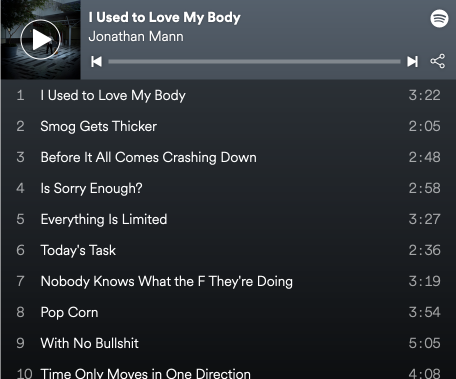 I Used to Love My Body
Jonathan Mann
1 I Used to Love My Body 3:22
2 Smog Gets Thicker 2:05
3 Before It All Comes Crashing Down 2:48
4 Is Sorry Enough? 2:58
5 Everything Is Limited 3:27
6 Today's Task 2:36
7 Nobody Knows What the F They're Doing 3:19
8 Pop Corn 3:54
9 With No Bullshit 5:05
10 Time Only Moves in One Direction 4:08